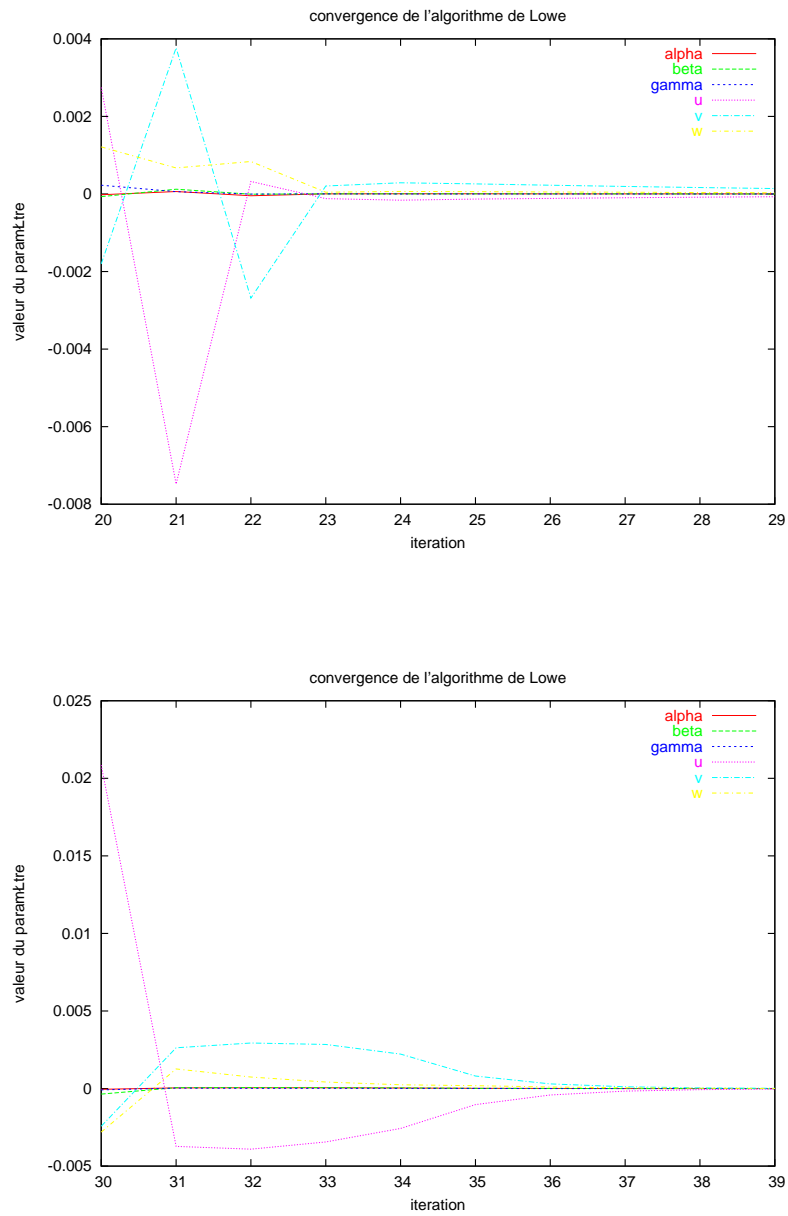 convergence de l'algorithme de Lowe
0.004
0.002
0
-0.002
-0.004
-0.006
-0.008
valeur du paramŁtre
alpha
beta
gamma
u
v
w
20 21 22 23 24 25 26 27 28 29
iteration
convergence de l'algorithme de Lowe
0.025
0.02
0.015
0.01
0.005
0
-0.005
valeur du paramŁtre
alpha
beta
gamma
u
v
w
30 31 32 33 34 35 36 37 38 39
iteration